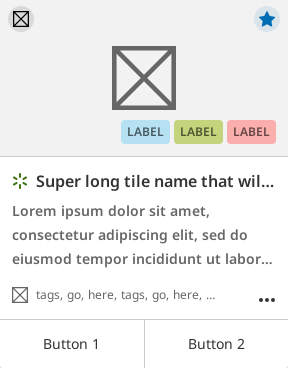 LABEL LABEL LABEL
Super long tile name that wil...
Lorem ipsum dolor sit amet,
consectetur adipiscing elit, sed do
eiusmod tempor incididunt ut labor...
tags, go, here, tags, go, here, ...
Button 1 Button 2